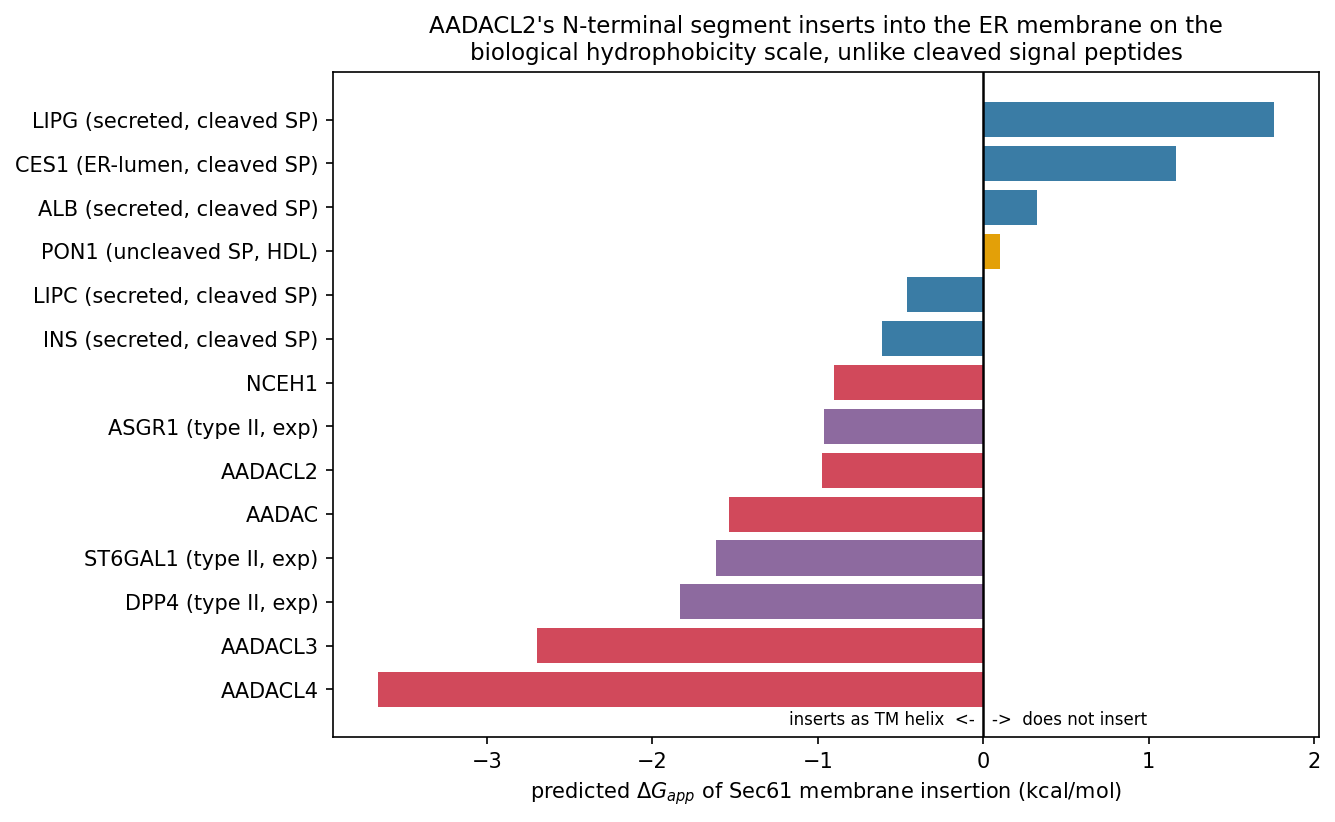 AADACL2's N-terminal segment inserts into the ER membrane on the
biological hydrophobicity scale, unlike cleaved signal peptides
LIPG (secreted, cleaved SP)
CES1 (ER-lumen, cleaved SP)
ALB (secreted, cleaved SP)
PON1 (uncleaved SP, HDL)
LIPC (secreted, cleaved SP)
INS (secreted, cleaved SP)
NCEH1
ASGR1 (type II, exp)
AADACL2
AADAC
ST6GAL1 (type II, exp)
DPP4 (type II, exp)
AADACL3
AADACL4
inserts as TM helix <- -> does not insert
−3 −2 −1 0 1 2
predicted ΔG_app of Sec61 membrane insertion (kcal/mol)